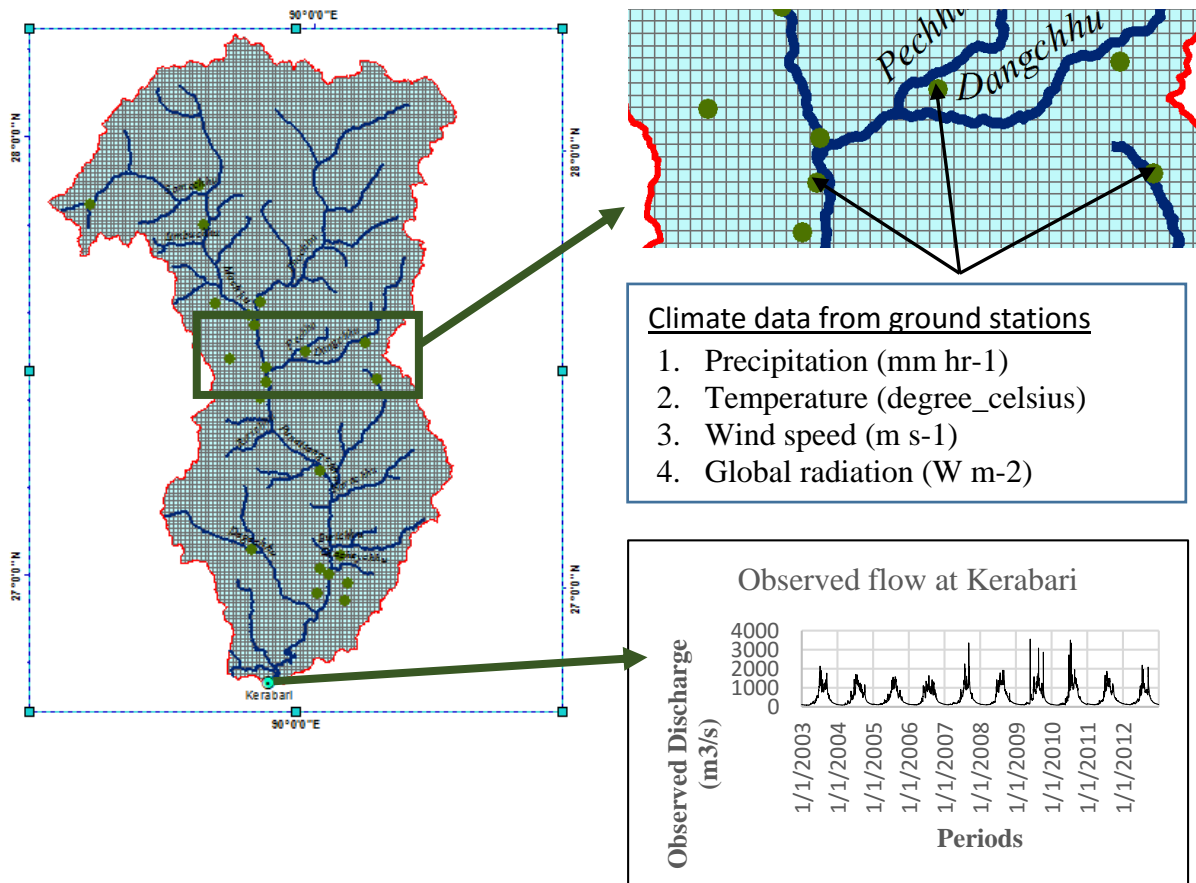 90°0'0"E
28°0'0"N
28°0'0"N
27°0'0"N
27°0'0"N
Kerabari
90°0'0"E
Dangchhu
Climate data from ground stations
1. Precipitation (mm hr-1)
2. Temperature (degree_celsius)
3. Wind speed (m s-1)
4. Global radiation (W m-2)
Observed flow at Kerabari
Observed Discharge
(m3/s)
4000
3000
2000
1000
0
1/1/2003
1/1/2004
1/1/2005
1/1/2006
1/1/2007
1/1/2008
1/1/2009
1/1/2010
1/1/2011
1/1/2012
Periods